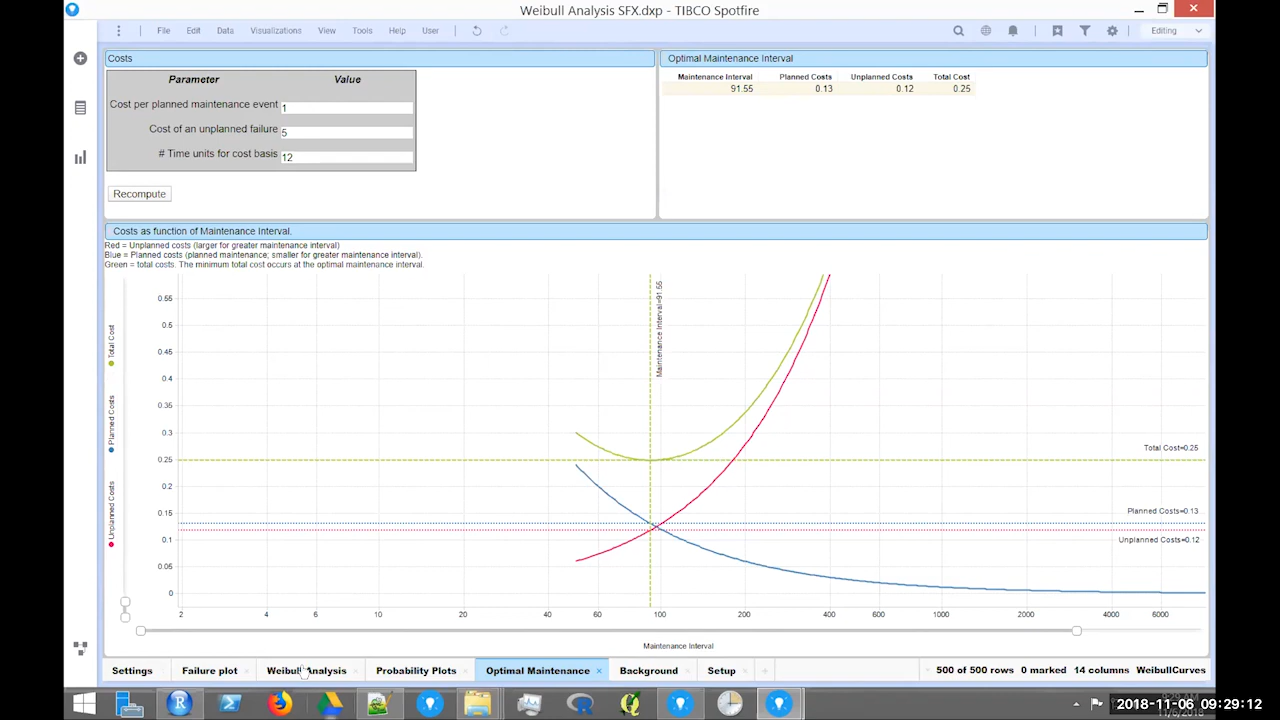 Weibull Analysis SFX.dxp - TIBCO Spotfire
File Edit Data Visualizations View Tools Help User Editing
Costs
Parameter Value
Cost per planned maintenance event 1
Cost of an unplanned failure 5
# Time units for cost basis 12
Recompute
Optimal Maintenance Interval
Maintenance Interval Planned Costs Unplanned Costs Total Cost
91.55 0.13 0.12 0.25
Costs as function of Maintenance Interval.
Red = Unplanned costs (larger for greater maintenance interval)
Blue = Planned costs (planned maintenance; smaller for greater maintenance interval).
Green = total costs. The minimum total cost occurs at the optimal maintenance interval.
Total Cost
Planned Costs
Unplanned Costs
0.55
0.5
0.45
0.4
0.35
0.3
0.25
0.2
0.15
0.1
0.05
0
Maintenance Interval=91.55
Total Cost=0.25
Planned Costs=0.13
Unplanned Costs=0.12
2 4 6 10 20 40 60 100 200 400 600 1000 2000 4000 6000
Maintenance Interval
Settings Failure plot Weibull Analysis Probability Plots Optimal Maintenance Background Setup
500 of 500 rows 0 marked 14 columns WeibullCurves
2018-11-06 09:29:12